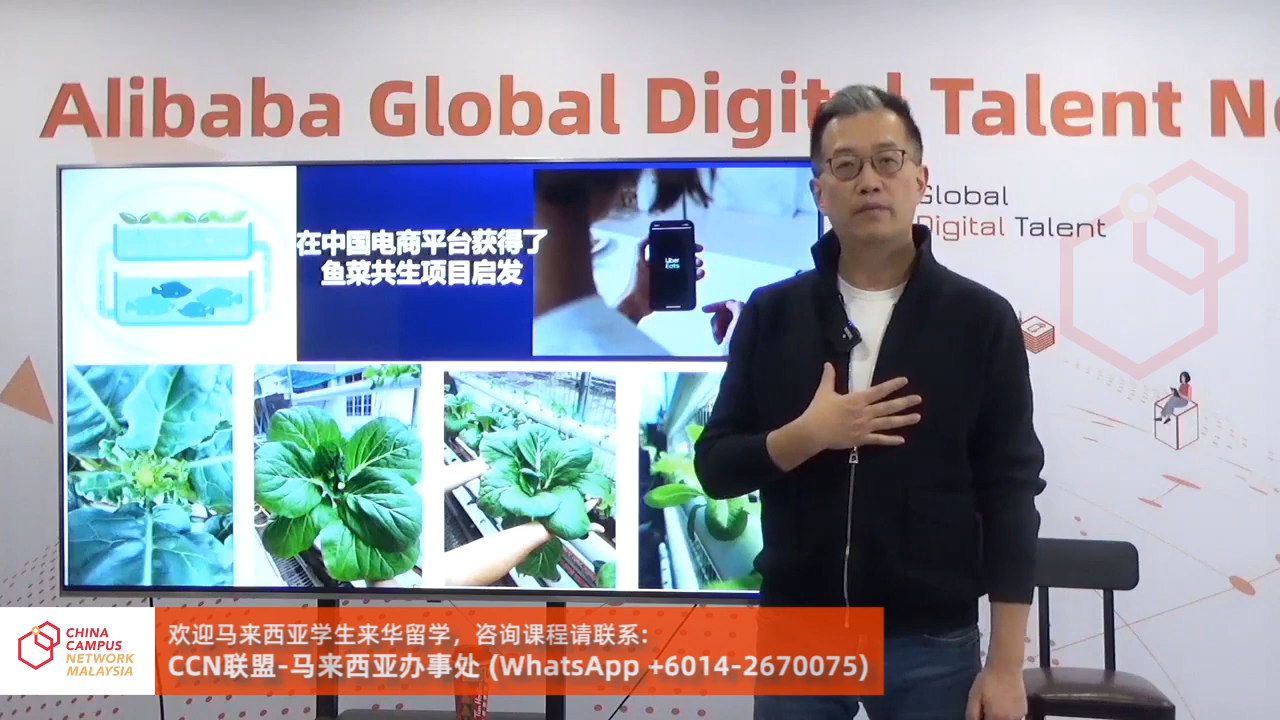 Alibaba Global Digital Talent Ne
Global
Digital Talent
在中国电商平台获得了
鱼菜共生项目启发
Uber
Eats
CHINA
CAMPUS
NETWORK
MALAYSIA
欢迎马来西亚学生来华留学，咨询课程请联系：
CCN联盟-马来西亚办事处 (WhatsApp +6014-2670075)